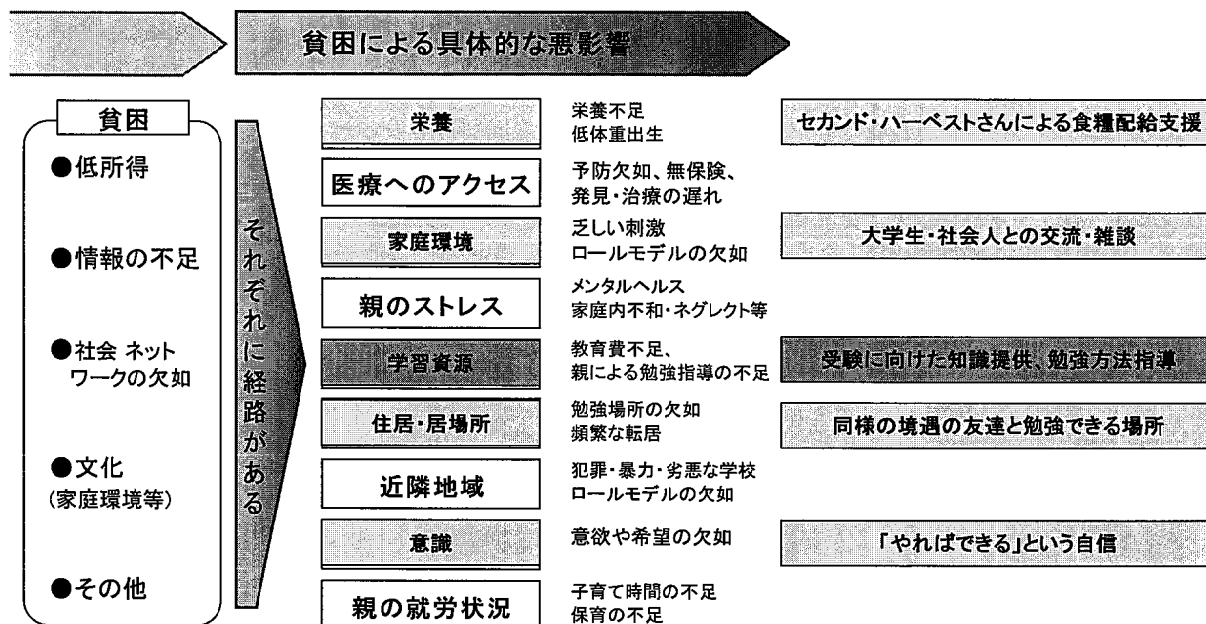 貧困による具体的な悪影響
貧困
●低所得
●情報の不足
●社会 ネット
ワークの欠如
●文化
(家庭環境等)
●その他
それぞれに経路がある
栄養
栄養不足
低体重出生
セカンド・ハーベストさんによる食糧配給支援
医療へのアクセス
予防欠如、無保険、
発見・治療の遅れ
家庭環境
乏しい刺激
ロールモデルの欠如
大学生・社会人との交流・雑談
親のストレス
メンタルヘルス
家庭内不和・ネグレクト等
学習資源
教育費不足、
親による勉強指導の不足
受験に向けた知識提供、勉強方法指導
住居・居場所
勉強場所の欠如
頻繁な転居
同様の境遇の友達と勉強できる場所
近隣地域
犯罪・暴力・劣悪な学校
ロールモデルの欠如
意識
意欲や希望の欠如
「やればできる」という自信
親の就労状況
子育て時間の不足
保育の不足